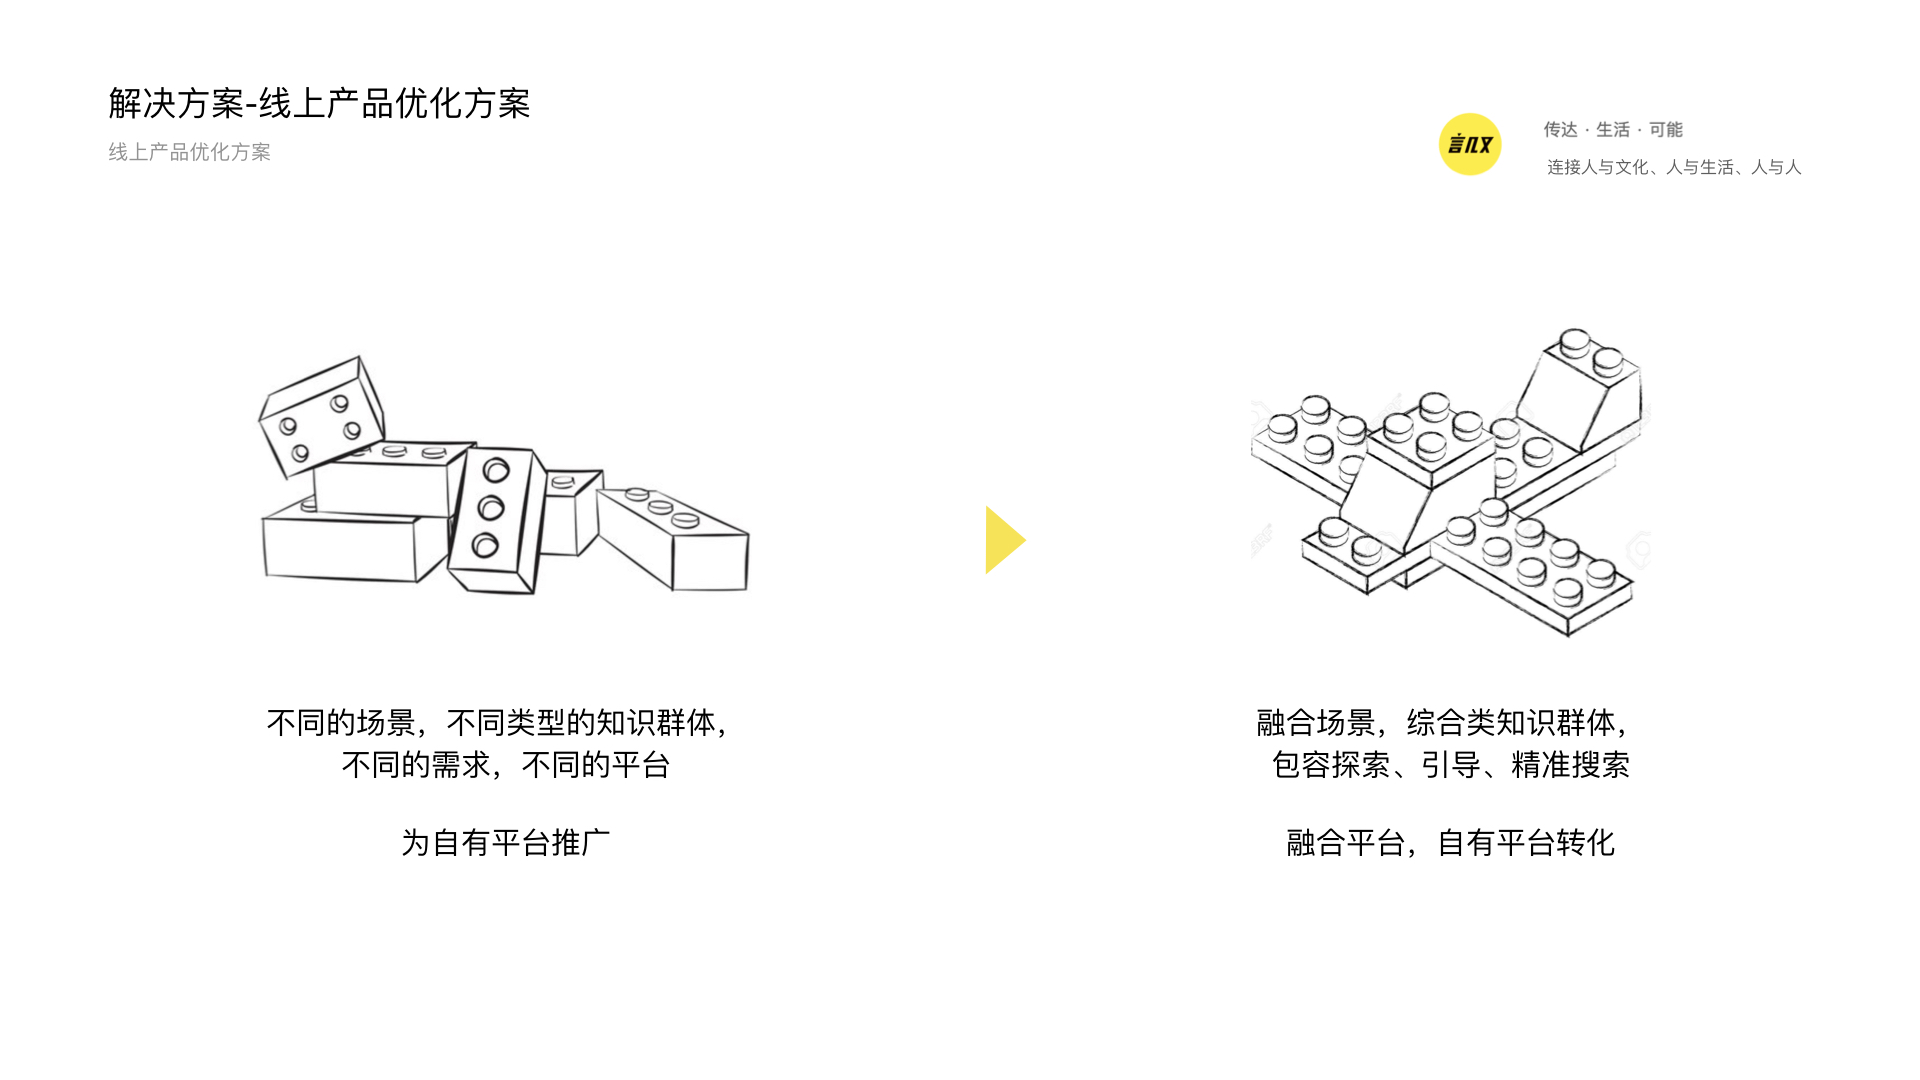 解决方案-线上产品优化方案
线上产品优化方案
言几又
传达 · 生活 · 可能
连接人与文化、人与生活、人与人
不同的场景，不同类型的知识群体，
不同的需求，不同的平台
为自有平台推广
融合场景，综合类知识群体，
包容探索、引导、精准搜索
融合平台，自有平台转化